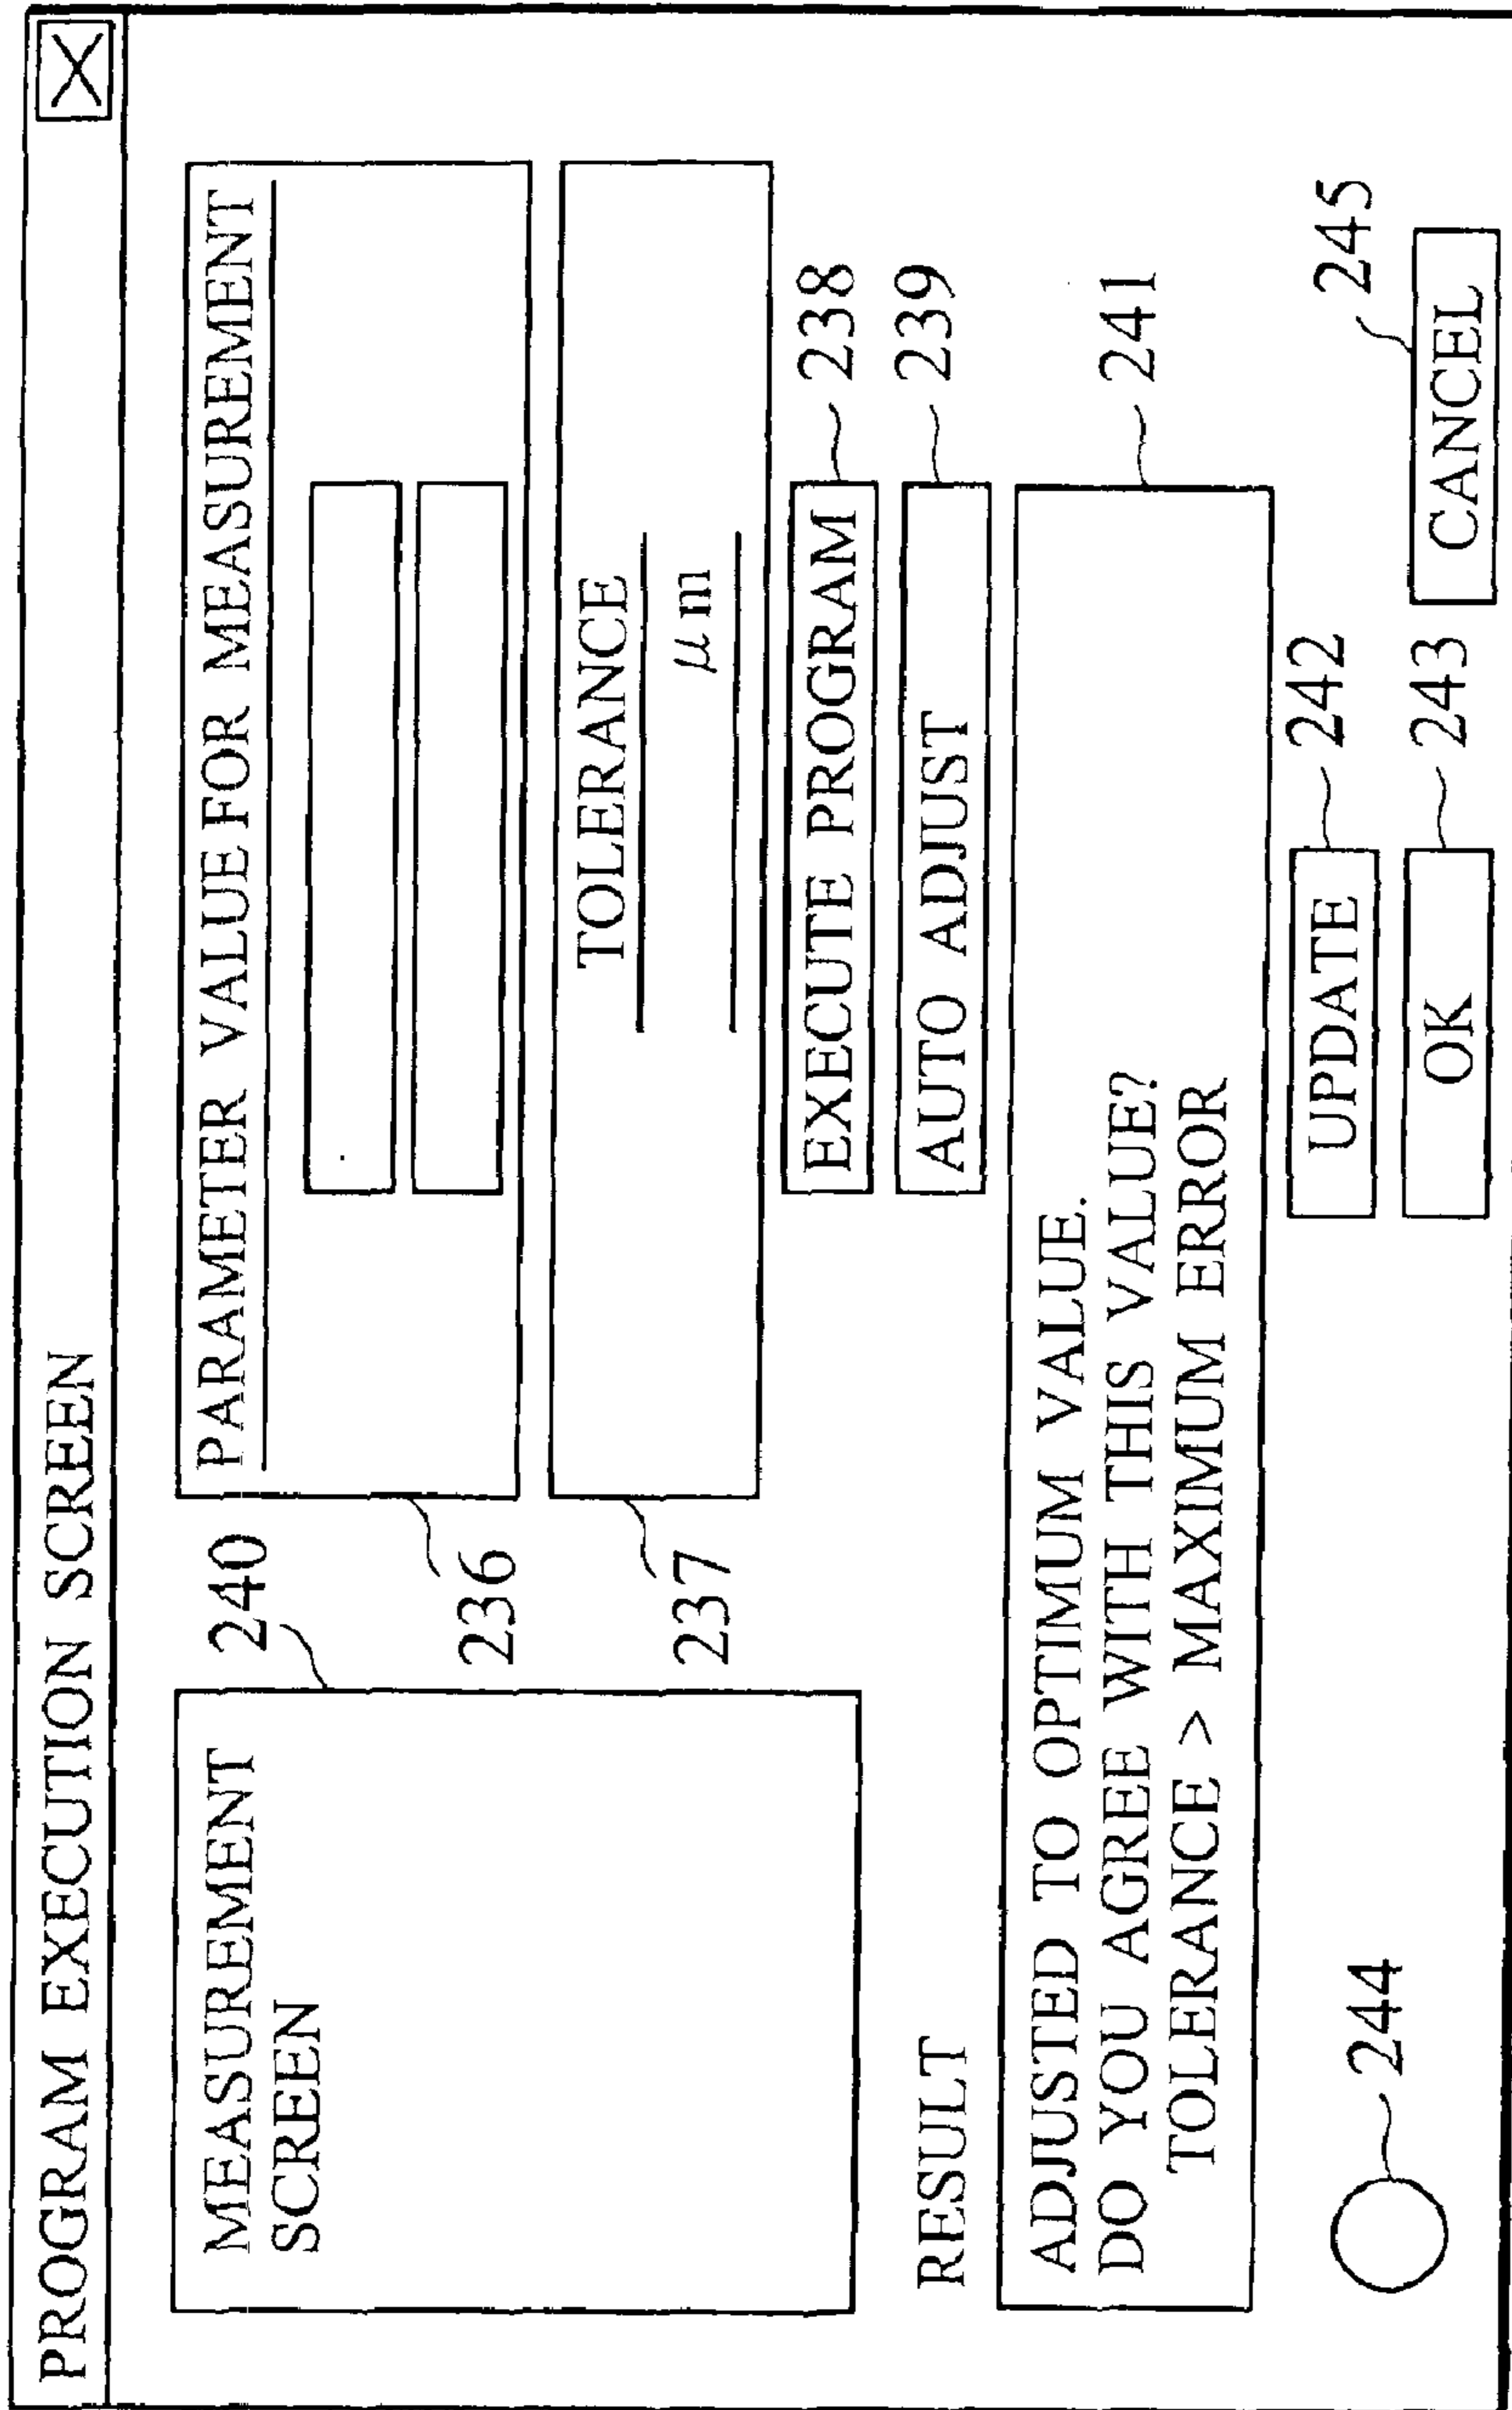 PROGRAM EXECUTION SCREEN
X
MEASUREMENT
SCREEN
240
PARAMETER VALUE FOR MEASUREMENT
236
TOLERANCE
μm
237
EXECUTE PROGRAM
238
AUTO ADJUST
239
RESULT
ADJUSTED TO OPTIMUM VALUE.
DO YOU AGREE WITH THIS VALUE?
TOLERANCE > MAXIMUM ERROR
241
UPDATE
242
244
OK
243
CANCEL
245